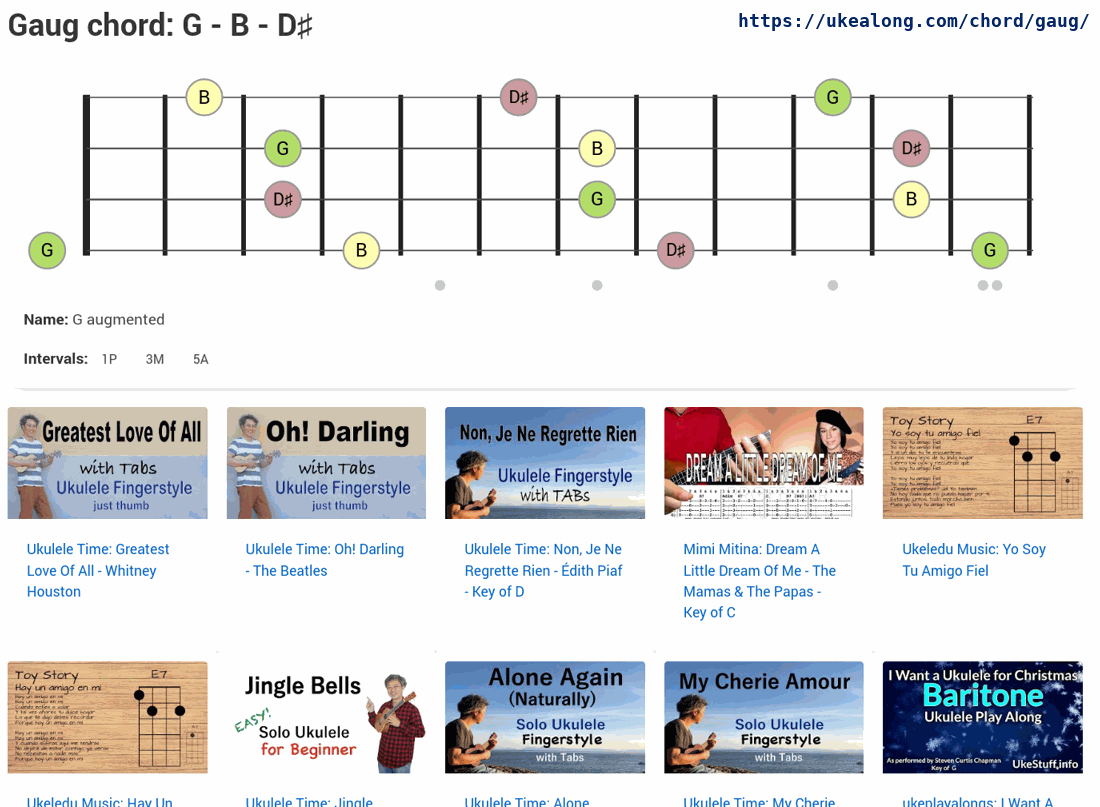 Gaug chord: G - B - D♯
https://ukealong.com/chord/gaug/
B
D♯
G
G
B
D♯
D♯
G
B
G
B
D♯
G
Name: G augmented
Intervals: 1P 3M 5A
Greatest Love Of All
with Tabs
Ukulele Fingerstyle
just thumb
Oh! Darling
with Tabs
Ukulele Fingerstyle
just thumb
Non, Je Ne Regrette Rien
Ukulele Fingerstyle
with TABs
DREAM A LITTLE DREAM OF ME
Toy Story
Yo soy tu amigo fiel
E7
Ukulele Time: Greatest
Love Of All - Whitney
Houston
Ukulele Time: Oh! Darling
- The Beatles
Ukulele Time: Non, Je Ne
Regrette Rien - Édith Piaf
- Key of D
Mimi Mitina: Dream A
Little Dream Of Me - The
Mamas & The Papas -
Key of C
Ukeledu Music: Yo Soy
Tu Amigo Fiel
Toy Story
Hay un amigo en mi
E7
Jingle Bells
EASY!
Solo Ukulele
for Beginner
Alone Again
(Naturally)
Solo Ukulele
Fingerstyle
with Tabs
My Cherie Amour
Solo Ukulele
Fingerstyle
with Tabs
I Want a Ukulele for Christmas
Baritone
Ukulele Play Along
As performed by Steven Curtis Chapman
Key of G
UkeStuff.info
Ukeledu Music: Hay Un
Ukulele Time: Jingle
Ukulele Time: Alone
Ukulele Time: My Cherie
ukeplayalongs: I Want A